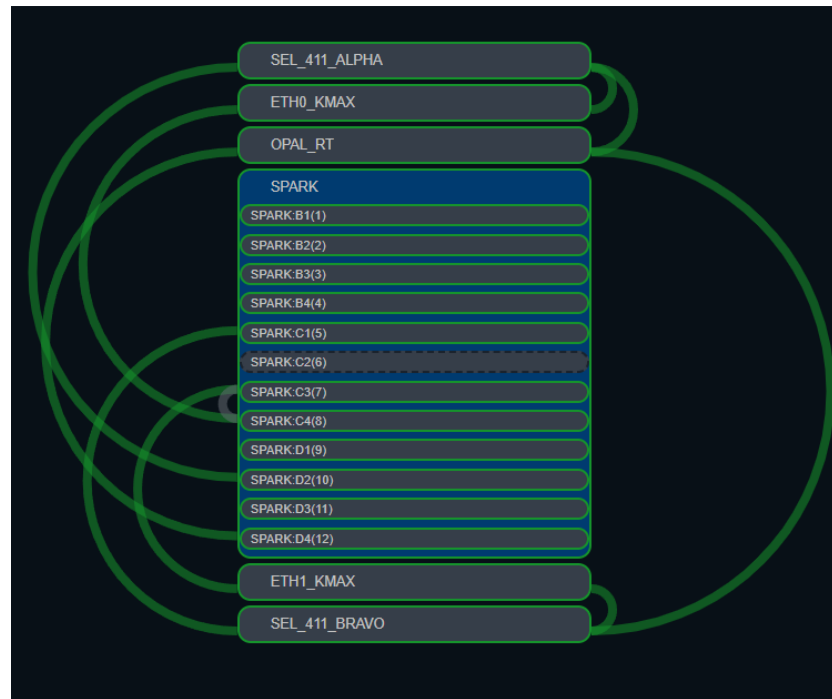 SEL_411_ALPHA
ETH0_KMAX
OPAL_RT
SPARK
SPARK:B1(1)
SPARK:B2(2)
SPARK:B3(3)
SPARK:B4(4)
SPARK:C1(5)
SPARK:C2(6)
SPARK:C3(7)
SPARK:C4(8)
SPARK:D1(9)
SPARK:D2(10)
SPARK:D3(11)
SPARK:D4(12)
ETH1_KMAX
SEL_411_BRAVO